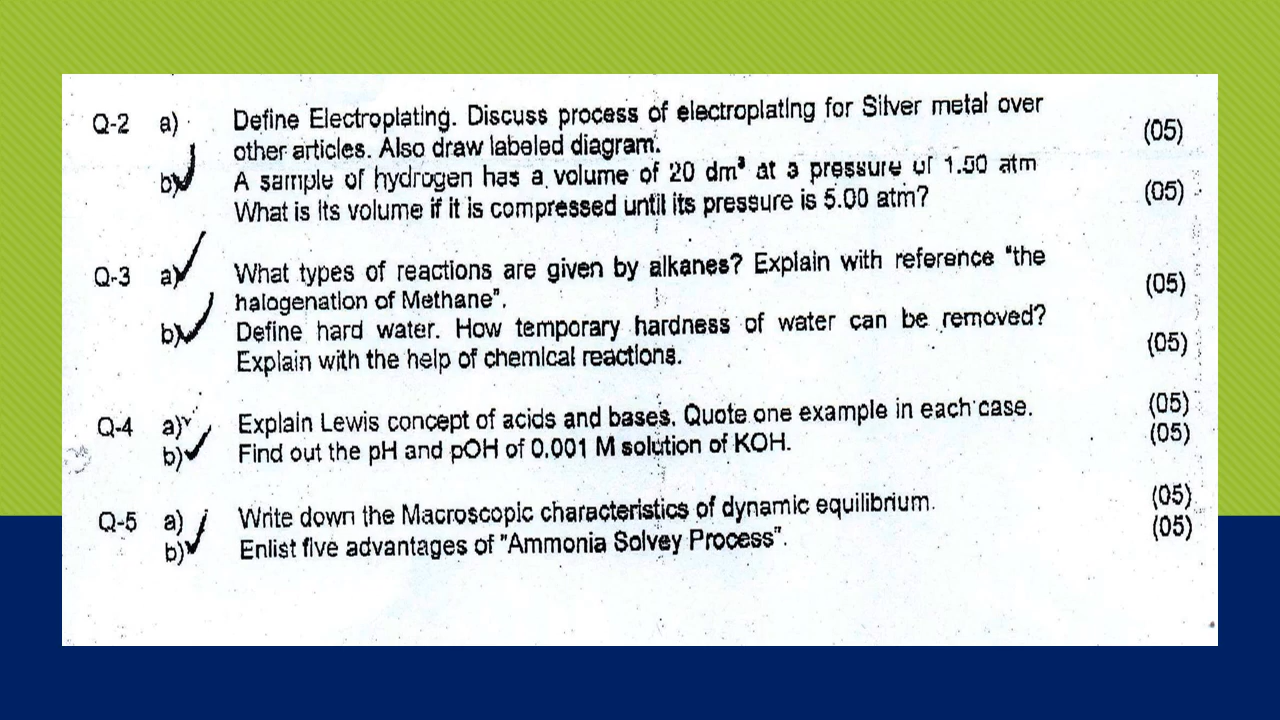 Q-2 a) Define Electroplating. Discuss process of electroplating for Silver metal over
other articles. Also draw labeled diagram. (05)
b) A sample of hydrogen has a volume of 20 dm³ at a pressure of 1.50 atm
What is its volume if it is compressed until its pressure is 5.00 atm? (05)
Q-3 a) What types of reactions are given by alkanes? Explain with reference "the
halogenation of Methane". (05)
b) Define hard water. How temporary hardness of water can be removed?
Explain with the help of chemical reactions. (05)
Q-4 a) Explain Lewis concept of acids and bases. Quote one example in each case. (05)
b) Find out the pH and pOH of 0.001 M solution of KOH. (05)
Q-5 a) Write down the Macroscopic characteristics of dynamic equilibrium. (05)
b) Enlist five advantages of "Ammonia Solvey Process". (05)